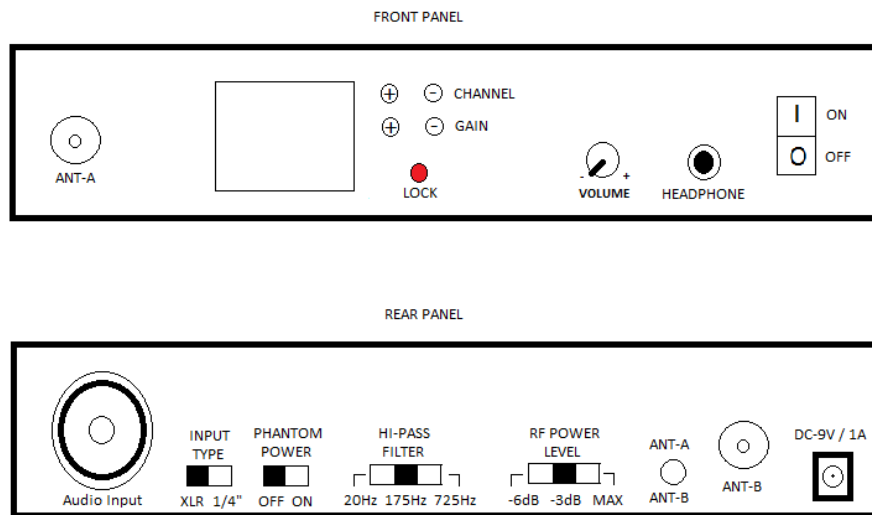 FRONT PANEL
+ - CHANNEL
+ - GAIN
I ON
O OFF
ANT-A
LOCK
- +
VOLUME
HEADPHONE
REAR PANEL
INPUT TYPE
PHANTOM POWER
HI-PASS FILTER
RF POWER LEVEL
ANT-A
DC-9V / 1A
Audio Input
XLR 1/4"
OFF ON
20Hz 175Hz 725Hz
-6dB -3dB MAX
ANT-B
ANT-B